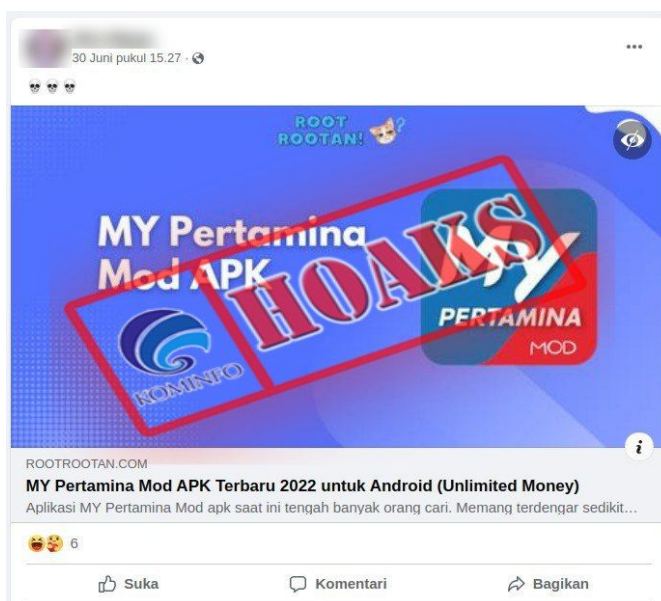 30 Juni pukul 15.27
ROOT
ROOTAN!
?
MY Pertamina
Mod APK
HOAKS
KOMINFO
MY
PERTAMINA
MOD
ROOTROOTAN.COM
MY Pertamina Mod APK Terbaru 2022 untuk Android (Unlimited Money)
Aplikasi MY Pertamina Mod apk saat ini tengah banyak orang cari. Memang terdengar sedikit...
6
Suka
Komentari
Bagikan